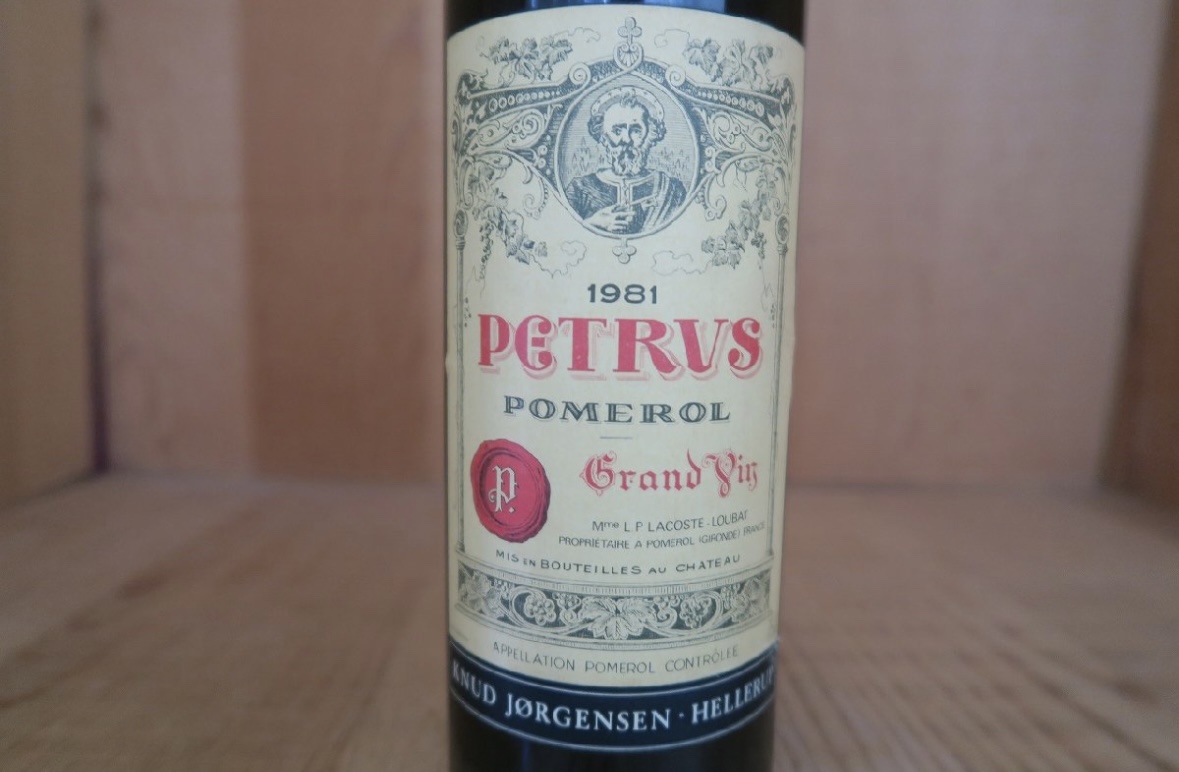 1981
PETRVS
POMEROL
Grand Vin
P.
Mme L P LACOSTE - LOUBAT
PROPRIÉTAIRE A POMEROL (GIRONDE) FRANCE
MIS EN BOUTEILLES AU CHATEAU
APPELLATION POMEROL CONTRÔLÉE
KNUD JØRGENSEN · HELLERUP